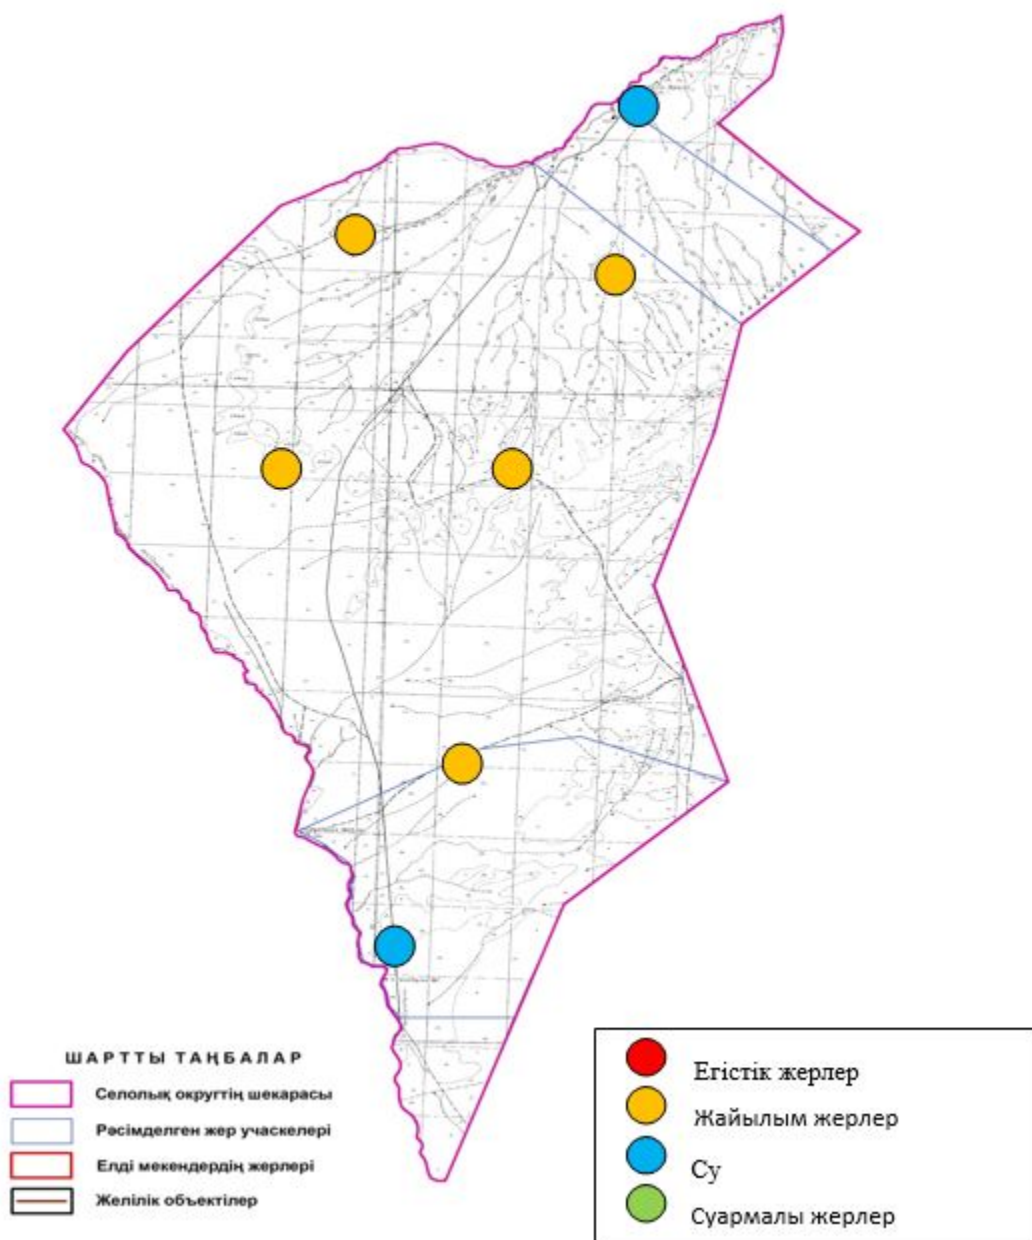 ШАРТТЫ ТАҢБАЛАР
Селолық округтің шекарасы
Рәсімделген жер учаскелері
Елді мекендердің жерлері
Желілік объектілер
Егістік жерлер
Жайылым жерлер
Су
Суармалы жерлер